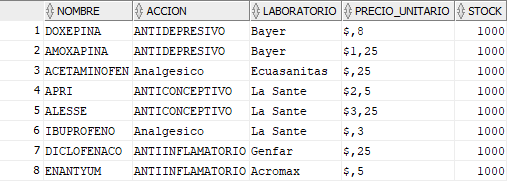 NOMBRE ACCION LABORATORIO PRECIO_UNITARIO STOCK
1 DOXEPINA ANTIDEPRESIVO Bayer $,8 1000
2 AMOXAPINA ANTIDEPRESIVO Bayer $1,25 1000
3 ACETAMINOFEN Analgesico Ecuasanitas $,25 1000
4 APRI ANTICONCEPTIVO La Sante $2,5 1000
5 ALESSE ANTICONCEPTIVO La Sante $3,25 1000
6 IBUPROFENO Analgesico La Sante $,3 1000
7 DICLOFENACO ANTIINFLAMATORIO Genfar $,25 1000
8 ENANTYUM ANTIINFLAMATORIO Acromax $,5 1000